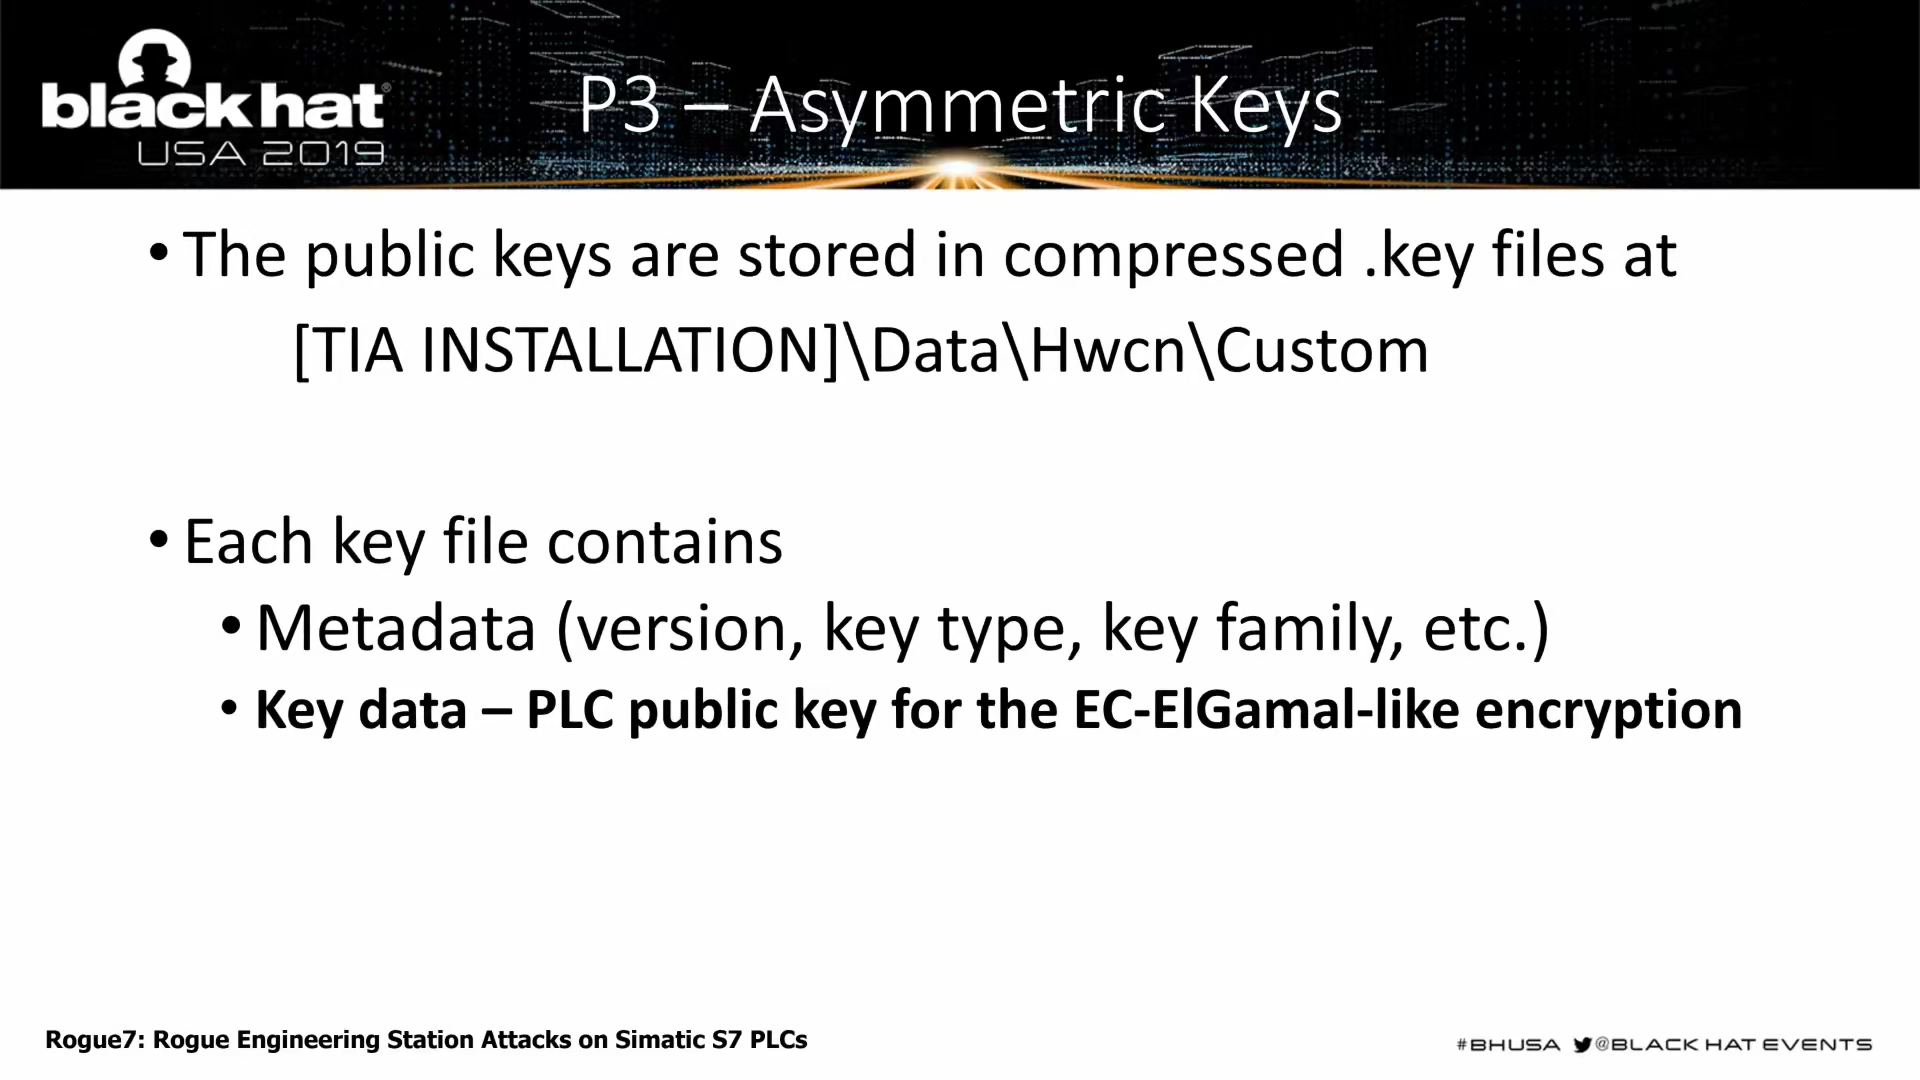 black hat®
USA 2019
P3 – Asymmetric Keys
• The public keys are stored in compressed .key files at
[TIA INSTALLATION]\Data\Hwcn\Custom
• Each key file contains
• Metadata (version, key type, key family, etc.)
• Key data – PLC public key for the EC-ElGamal-like encryption
Rogue7: Rogue Engineering Station Attacks on Simatic S7 PLCs
#BHUSA @BLACK HAT EVENTS